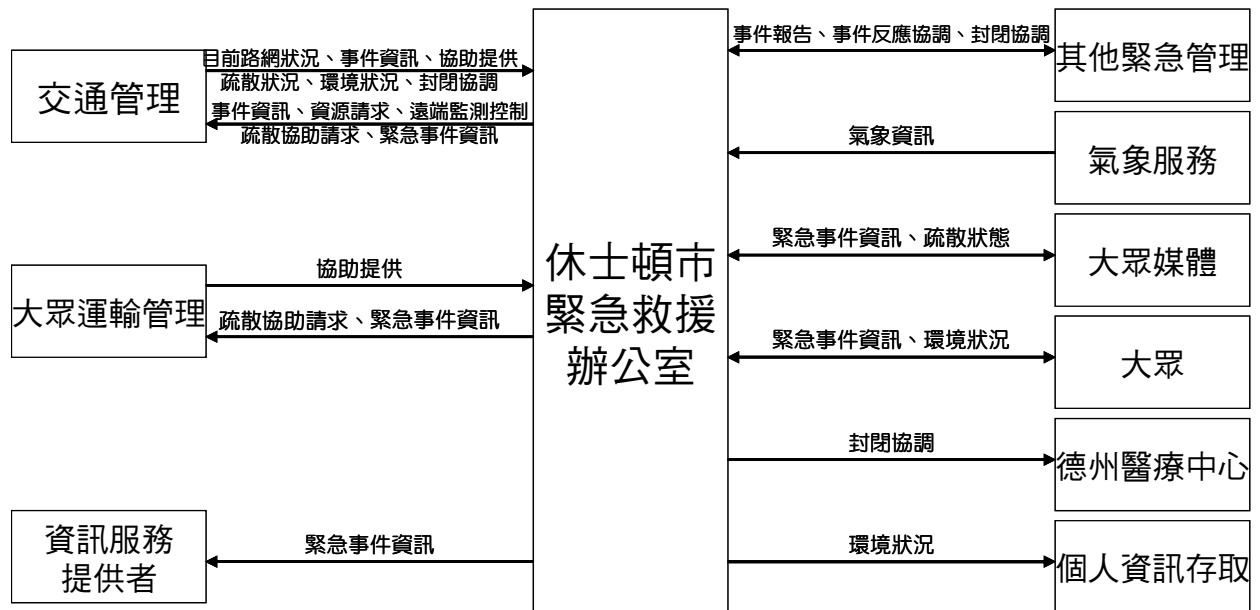 交通管理
目前路網狀況、事件資訊、協助提供
疏散狀況、環境狀況、封閉協調
事件資訊、資源請求、遠端監測控制
疏散協助請求、緊急事件資訊
大眾運輸管理
協助提供
疏散協助請求、緊急事件資訊
資訊服務
提供者
緊急事件資訊
休士頓市
緊急救援
辦公室
事件報告、事件反應協調、封閉協調
其他緊急管理
氣象資訊
氣象服務
緊急事件資訊、疏散狀態
大眾媒體
緊急事件資訊、環境狀況
大眾
封閉協調
德州醫療中心
環境狀況
個人資訊存取